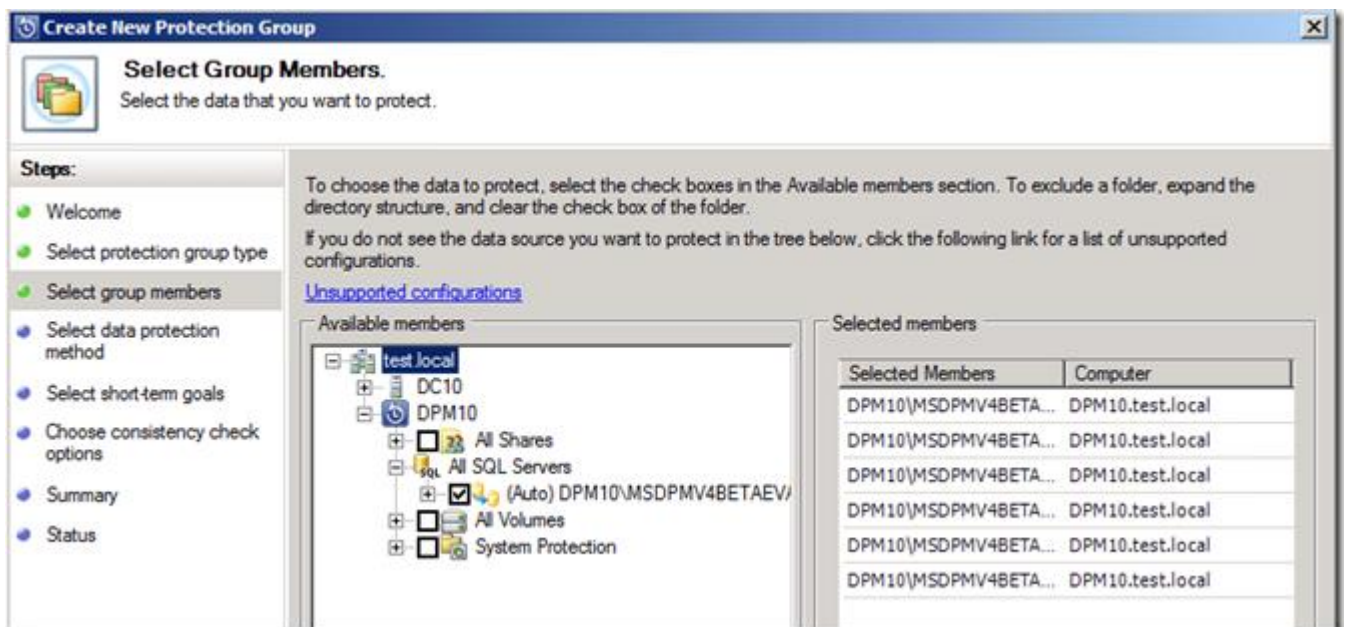 Create New Protection Group
Select Group Members.
Select the data that you want to protect.
Steps:
Welcome
Select protection group type
Select group members
Select data protection
method
Select short-term goals
Choose consistency check
options
Summary
Status
To choose the data to protect, select the check boxes in the Available members section. To exclude a folder, expand the
directory structure, and clear the check box of the folder.
If you do not see the data source you want to protect in the tree below, click the following link for a list of unsupported
configurations.
Unsupported configurations
Available members
test.local
DC10
DPM10
All Shares
SQL All SQL Servers
(Auto) DPM10\MSDPMV4BETAEV
All Volumes
System Protection
Selected members
Selected Members Computer
DPM10\MSDPMV4BETA... DPM10.test.local
DPM10\MSDPMV4BETA... DPM10.test.local
DPM10\MSDPMV4BETA... DPM10.test.local
DPM10\MSDPMV4BETA... DPM10.test.local
DPM10\MSDPMV4BETA... DPM10.test.local
DPM10\MSDPMV4BETA... DPM10.test.local